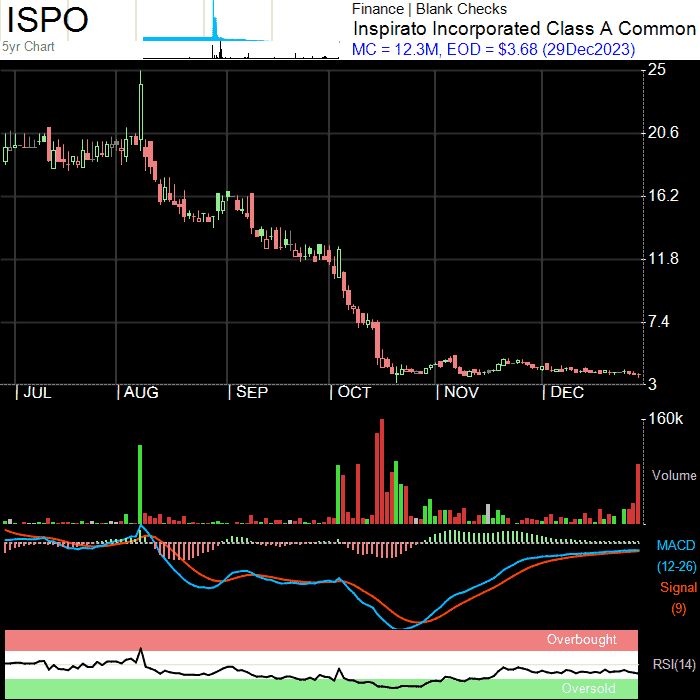 ISPO
5yr Chart
Finance | Blank Checks
Inspirato Incorporated Class A Common
MC = 12.3M, EOD = $3.68 (29Dec2023)
25
20.6
16.2
11.8
7.4
3
JUL
AUG
SEP
OCT
NOV
DEC
160k
Volume
MACD
(12-26)
Signal
(9)
Overbought
RSI(14)
Oversold